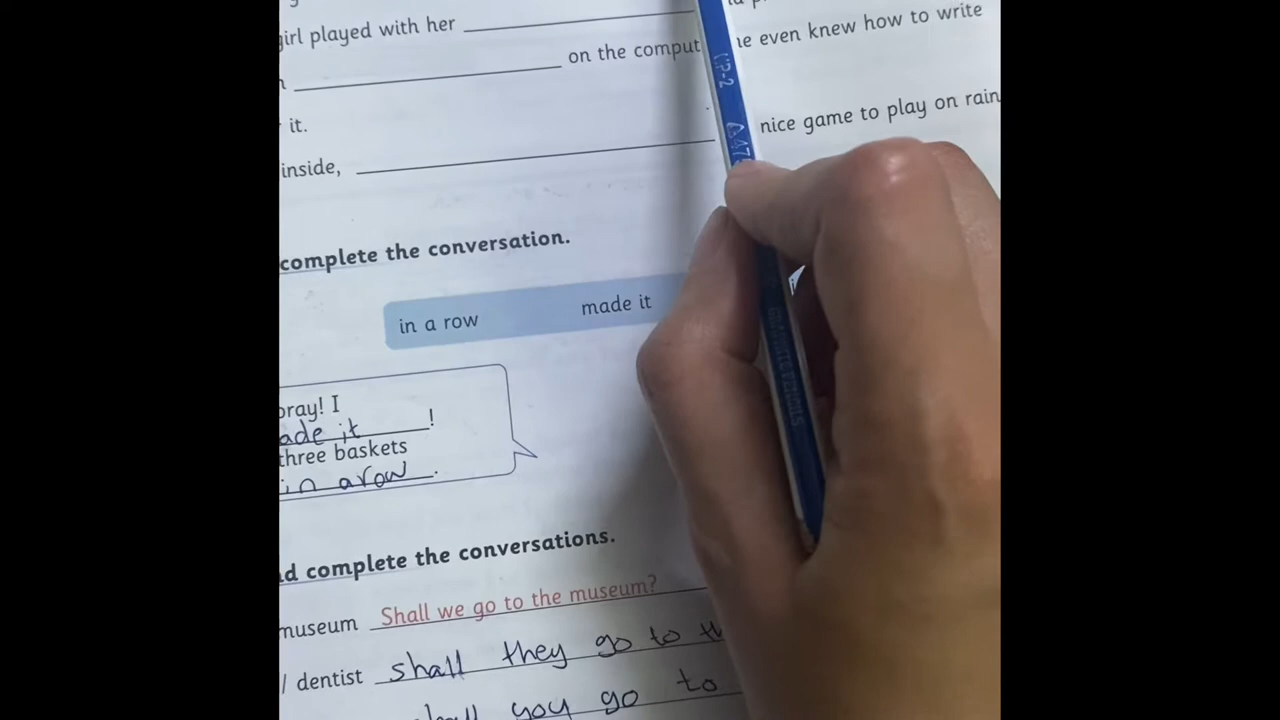 girl played with her
on the comput
even knew how to write
it.
inside,
nice game to play on rain
complete the conversation.
in a row made it
I
ade it !
three baskets
in a row.
complete the conversations.
museum Shall we go to the museum?
/ dentist shall they go to th
you go to